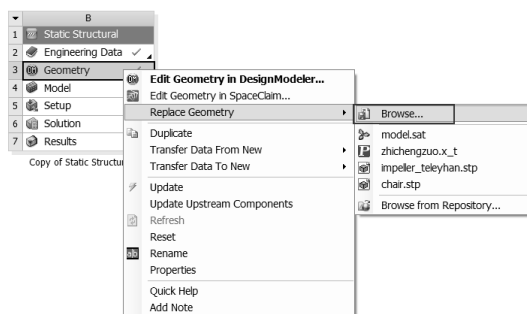 B
1 Static Structural
2 Engineering Data
3 Geometry
4 Model
5 Setup
6 Solution
7 Results
Copy of Static Structu
Edit Geometry in DesignModeler...
Edit Geometry in SpaceClaim...
Replace Geometry
Duplicate
Transfer Data From New
Transfer Data To New
Update
Update Upstream Components
Refresh
Reset
Rename
Properties
Quick Help
Add Note
Browse...
model.sat
zhichengzuo.x_t
impeller_teleyhan.stp
chair.stp
Browse from Repository...